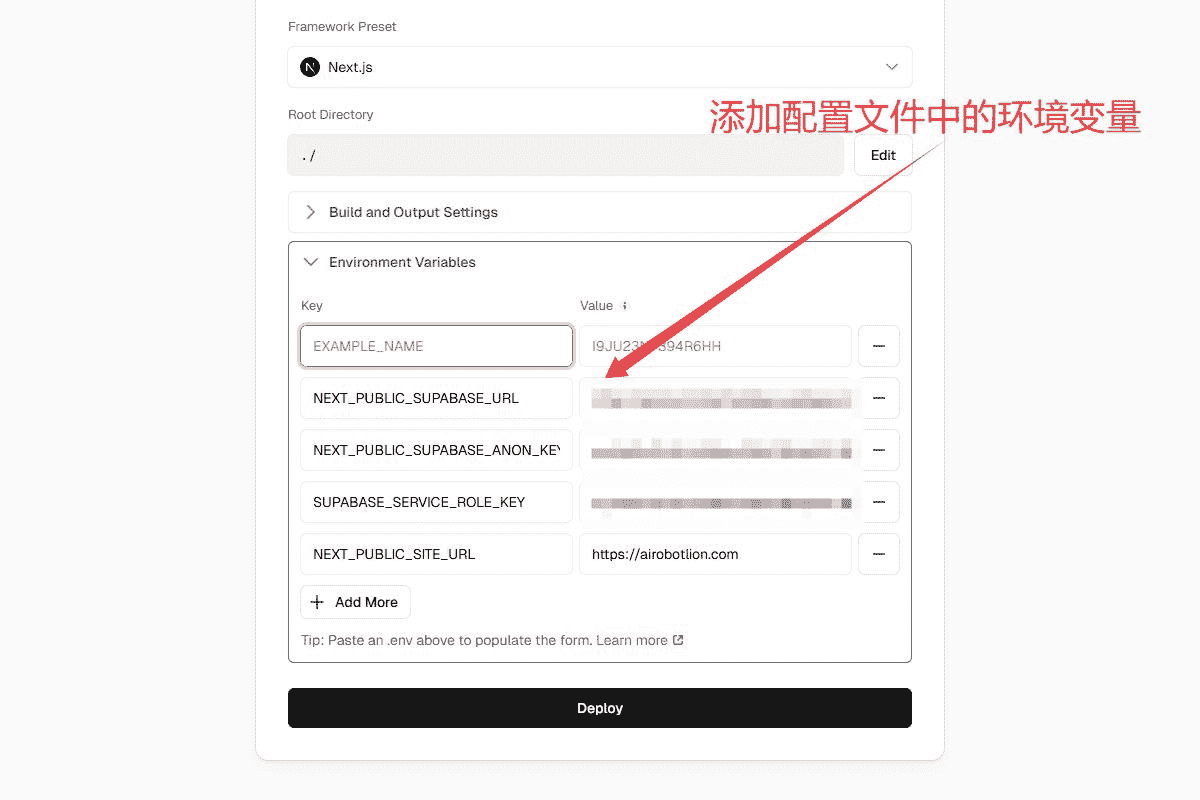 Framework Preset
Next.js
添加配置文件中的环境变量
Root Directory
./
Edit
Build and Output Settings
Environment Variables
Key Value
EXAMPLE_NAME
NEXT_PUBLIC_SUPABASE_URL
NEXT_PUBLIC_SUPABASE_ANON_KEY
SUPABASE_SERVICE_ROLE_KEY
NEXT_PUBLIC_SITE_URL https://airobotlion.com
Add More
Tip: Paste an .env above to populate the form. Learn more
Deploy